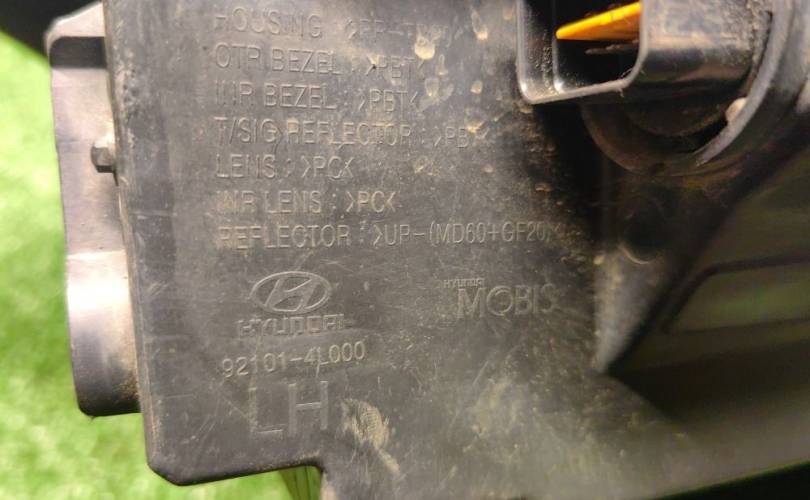 HOUSING : >PP-
OTR BEZEL : >PBT<
INR BEZEL : >PBT<
T/SIG REFLECTOR : >PBT<
LENS : >PC<
INR LENS : >PC<
REFLECTOR : >UP-(MD60+GF20)<
HYUNDAI
HYUNDAI
MOBIS
92101-4L000
LH